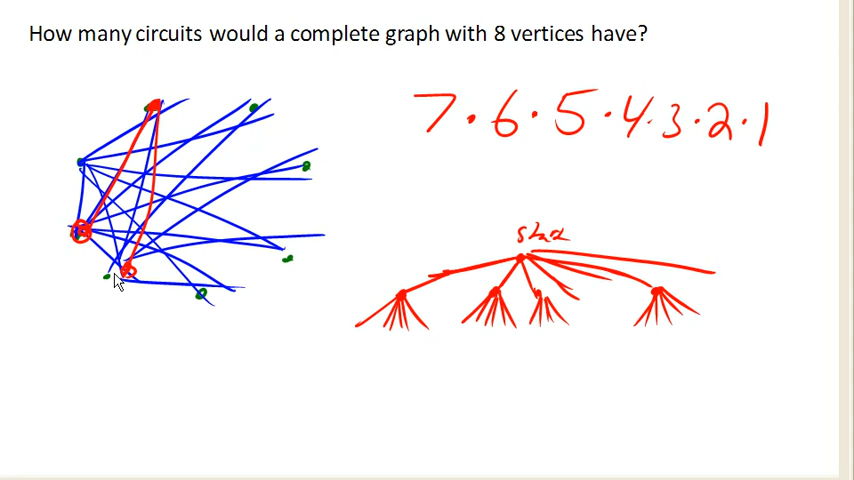 How many circuits would a complete graph with 8 vertices have?
7 · 6 · 5 · 4 · 3 · 2 · 1